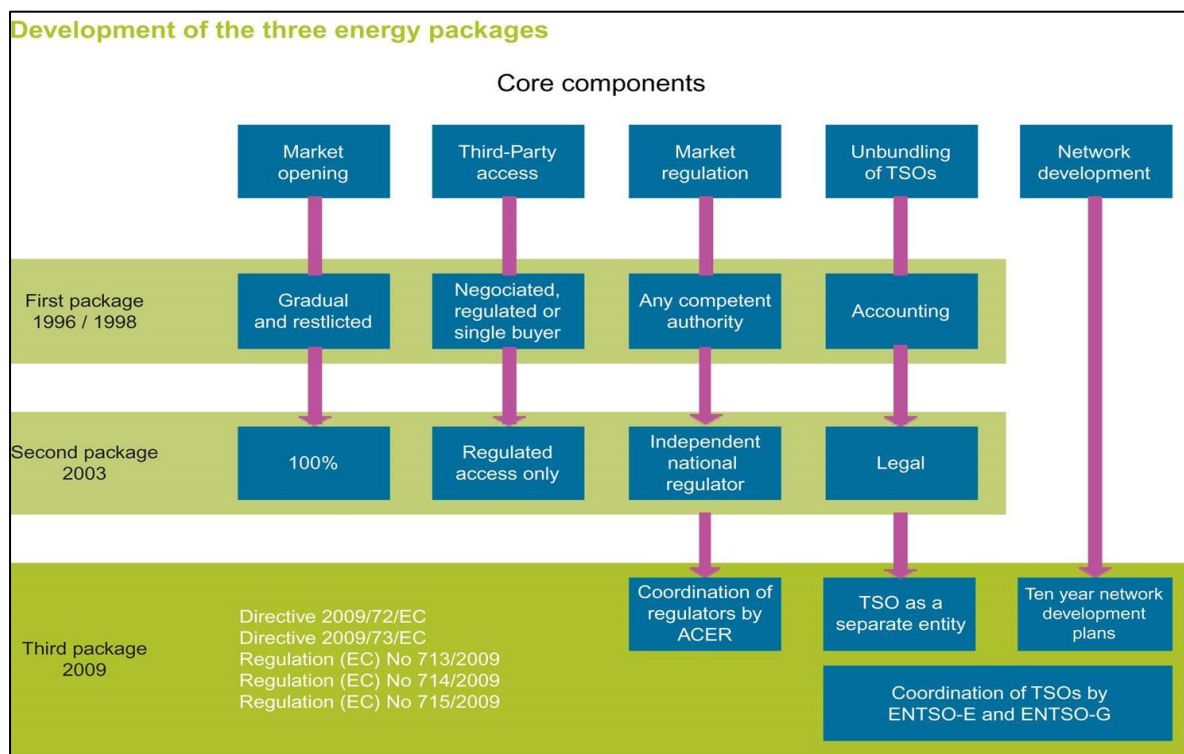 Development of the three energy packages
Core components
Market
opening
Third-Party
access
Market
regulation
Unbundling
of TSOs
Network
development
First package
1996 / 1998
Gradual
and restlicted
Negociated,
regulated or
single buyer
Any competent
authority
Accounting
Second package
2003
100%
Regulated
access only
Independent
national
regulator
Legal
Third package
2009
Directive 2009/72/EC
Directive 2009/73/EC
Regulation (EC) No 713/2009
Regulation (EC) No 714/2009
Regulation (EC) No 715/2009
Coordination of
regulators by
ACER
TSO as a
separate entity
Ten year network
development
plans
Coordination of TSOs by
ENTSO-E and ENTSO-G